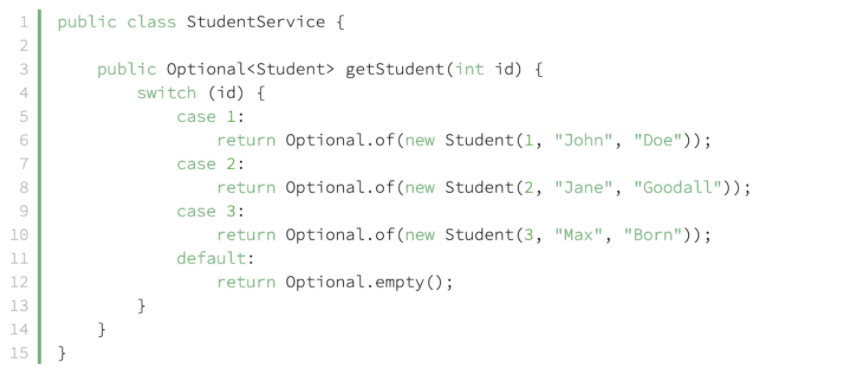 1 public class StudentService {
2
3     public Optional<Student> getStudent(int id) {
4         switch (id) {
5             case 1:
6                 return Optional.of(new Student(1, "John", "Doe"));
7             case 2:
8                 return Optional.of(new Student(2, "Jane", "Goodall"));
9             case 3:
10                 return Optional.of(new Student(3, "Max", "Born"));
11             default:
12                 return Optional.empty();
13         }
14     }
15 }